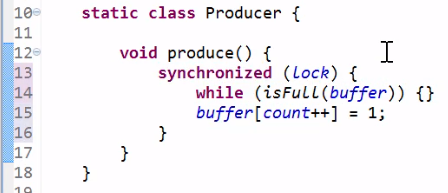 10 static class Producer {
11
12 void produce() {
13 synchronized (lock) {
14 while (isFull(buffer)) {}
15 buffer[count++] = 1;
16 }
17 }
18 }
19